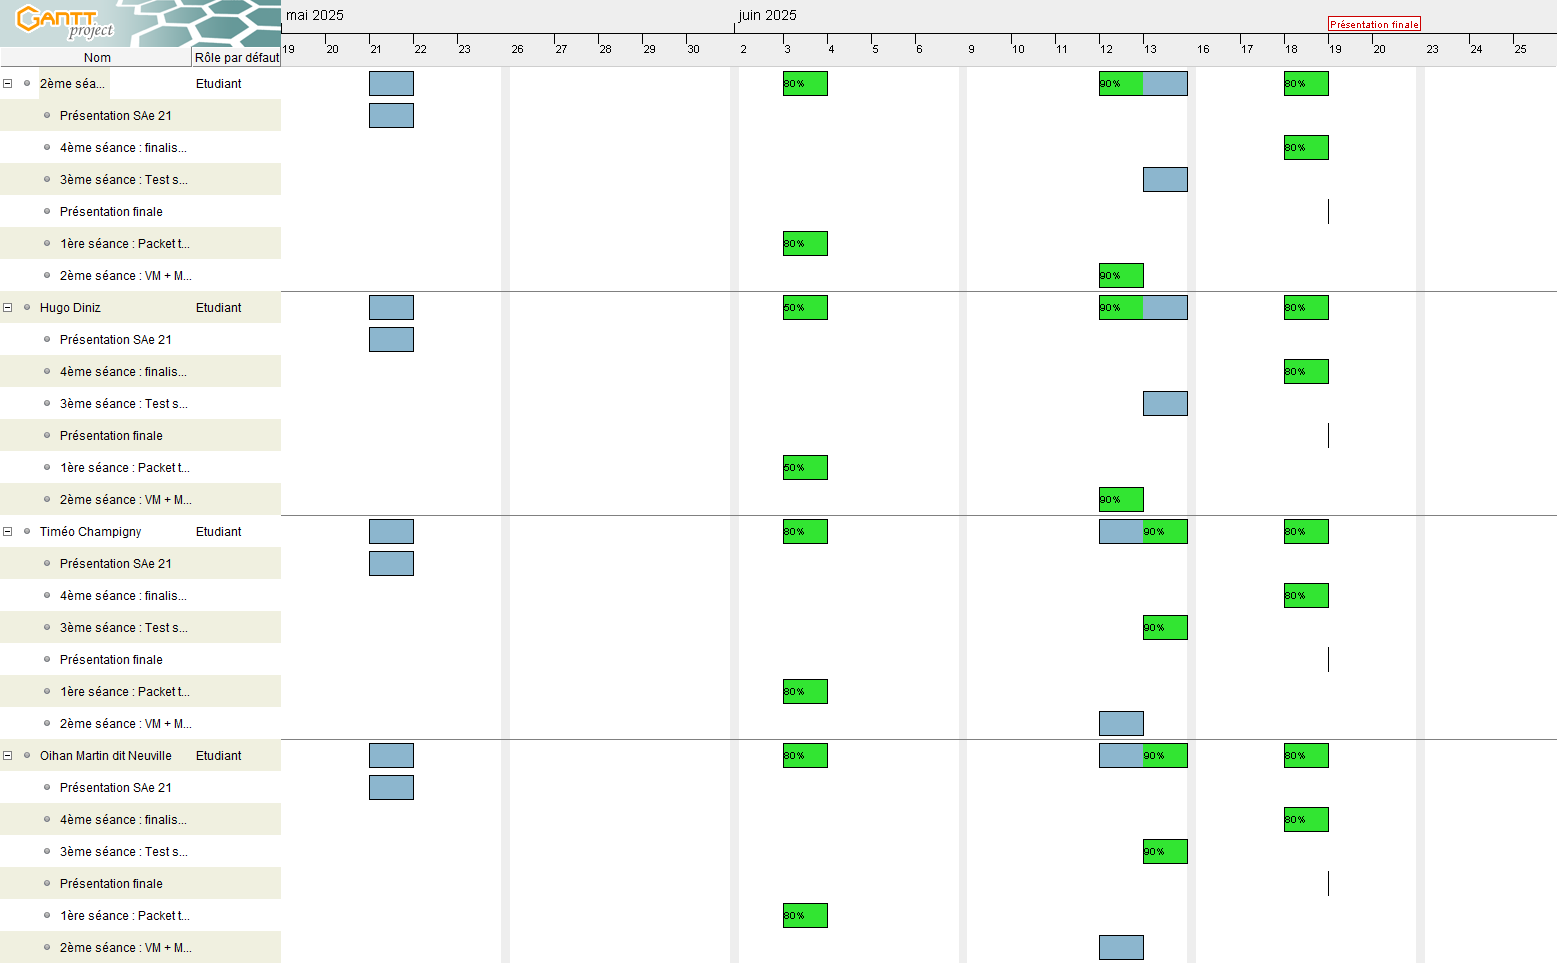 GANTT project
mai 2025 juin 2025
Présentation finale
19 20 21 22 23 26 27 28 29 30 2 3 4 5 6 9 10 11 12 13 16 17 18 19 20 23 24 25
Nom Rôle par défaut
2ème séa... Etudiant 80% 90% 80%
Présentation SAe 21
4ème séance : finalis... 80%
3ème séance : Test s...
Présentation finale
1ère séance : Packet t... 80%
2ème séance : VM + M... 90%
Hugo Diniz Etudiant 50% 90% 80%
Présentation SAe 21
4ème séance : finalis... 80%
3ème séance : Test s...
Présentation finale
1ère séance : Packet t... 50%
2ème séance : VM + M... 90%
Timéo Champigny Etudiant 80% 90% 80%
Présentation SAe 21
4ème séance : finalis... 80%
3ème séance : Test s... 90%
Présentation finale
1ère séance : Packet t... 80%
2ème séance : VM + M...
Oihan Martin dit Neuville Etudiant 80% 90% 80%
Présentation SAe 21
4ème séance : finalis... 80%
3ème séance : Test s... 90%
Présentation finale
1ère séance : Packet t... 80%
2ème séance : VM + M...